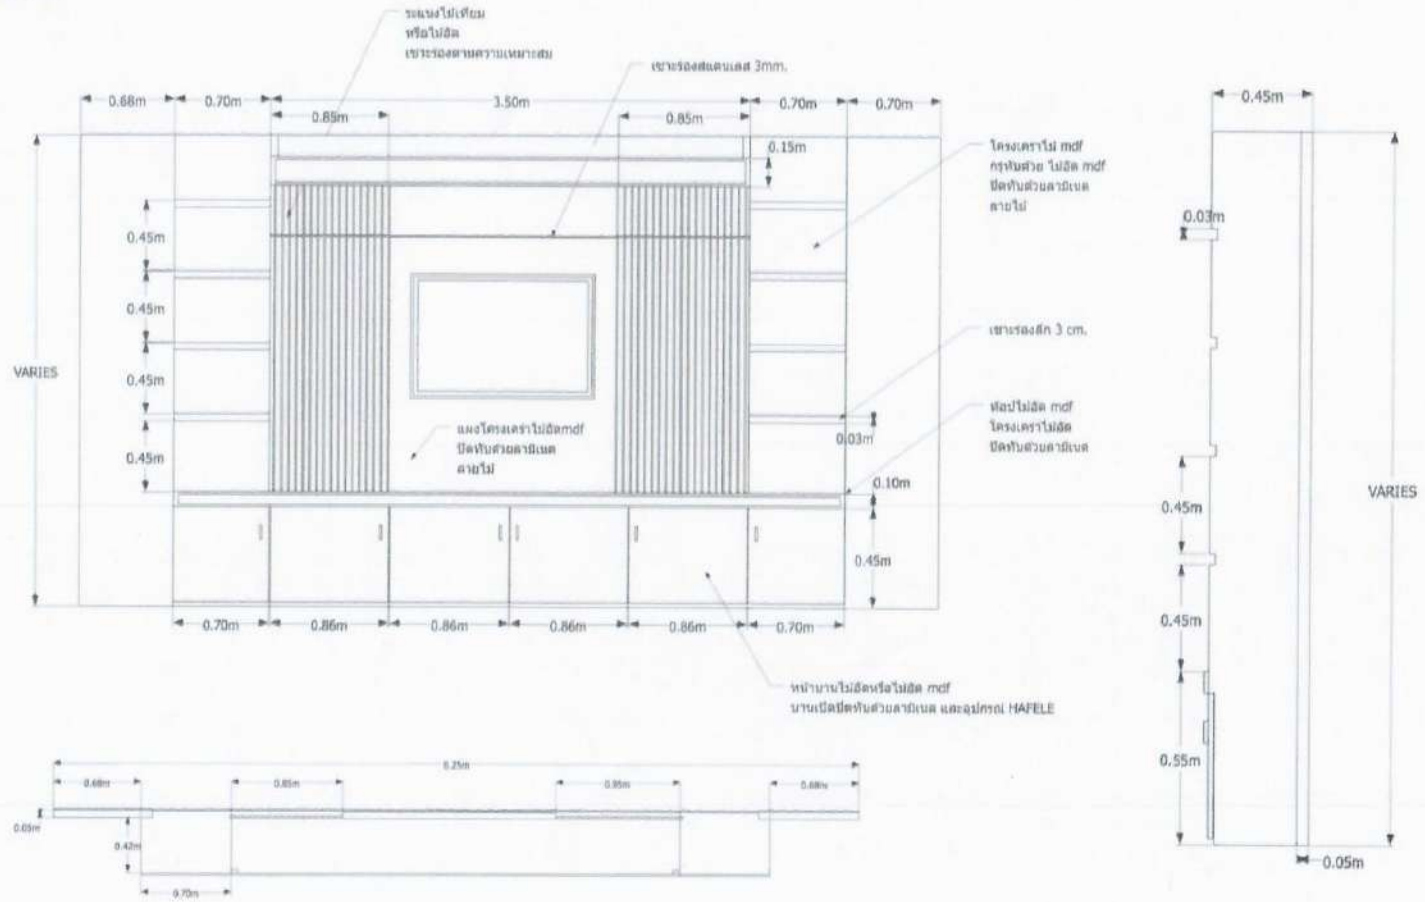 ระแนงไม้เทียม
หรือไม้อัด
เซาะร่องตามความเหมาะสม
เซาะร่องสแตนเลส 3mm.
0.68m
0.70m
3.50m
0.70m
0.70m
0.85m
0.85m
0.15m
โครงเคร่าไม้ mdf
กรุทับด้วย ไม้อัด mdf
ปิดทับด้วยลามิเนต
ลายไม้
0.45m
0.45m
0.45m
0.45m
VARIES
เซาะร่องลึก 3 cm.
0.03m
ท้อปไม้อัด mdf
โครงเคร่าไม้อัด
ปิดทับด้วยลามิเนต
แผงโครงเคร่าไม้อัดmdf
ปิดทับด้วยลามิเนต
ลายไม้
0.10m
0.45m
0.70m
0.86m
0.86m
0.86m
0.86m
0.70m
หน้าบานไม้อัดหรือไม้อัด mdf
บานเปิดปิดทับด้วยลามิเนต และอุปกรณ์ HAFELE
0.45m
0.03m
0.45m
0.45m
0.55m
VARIES
0.05m
6.25m
0.68m
0.85m
0.95m
0.68m
0.05m
0.42m
0.70m